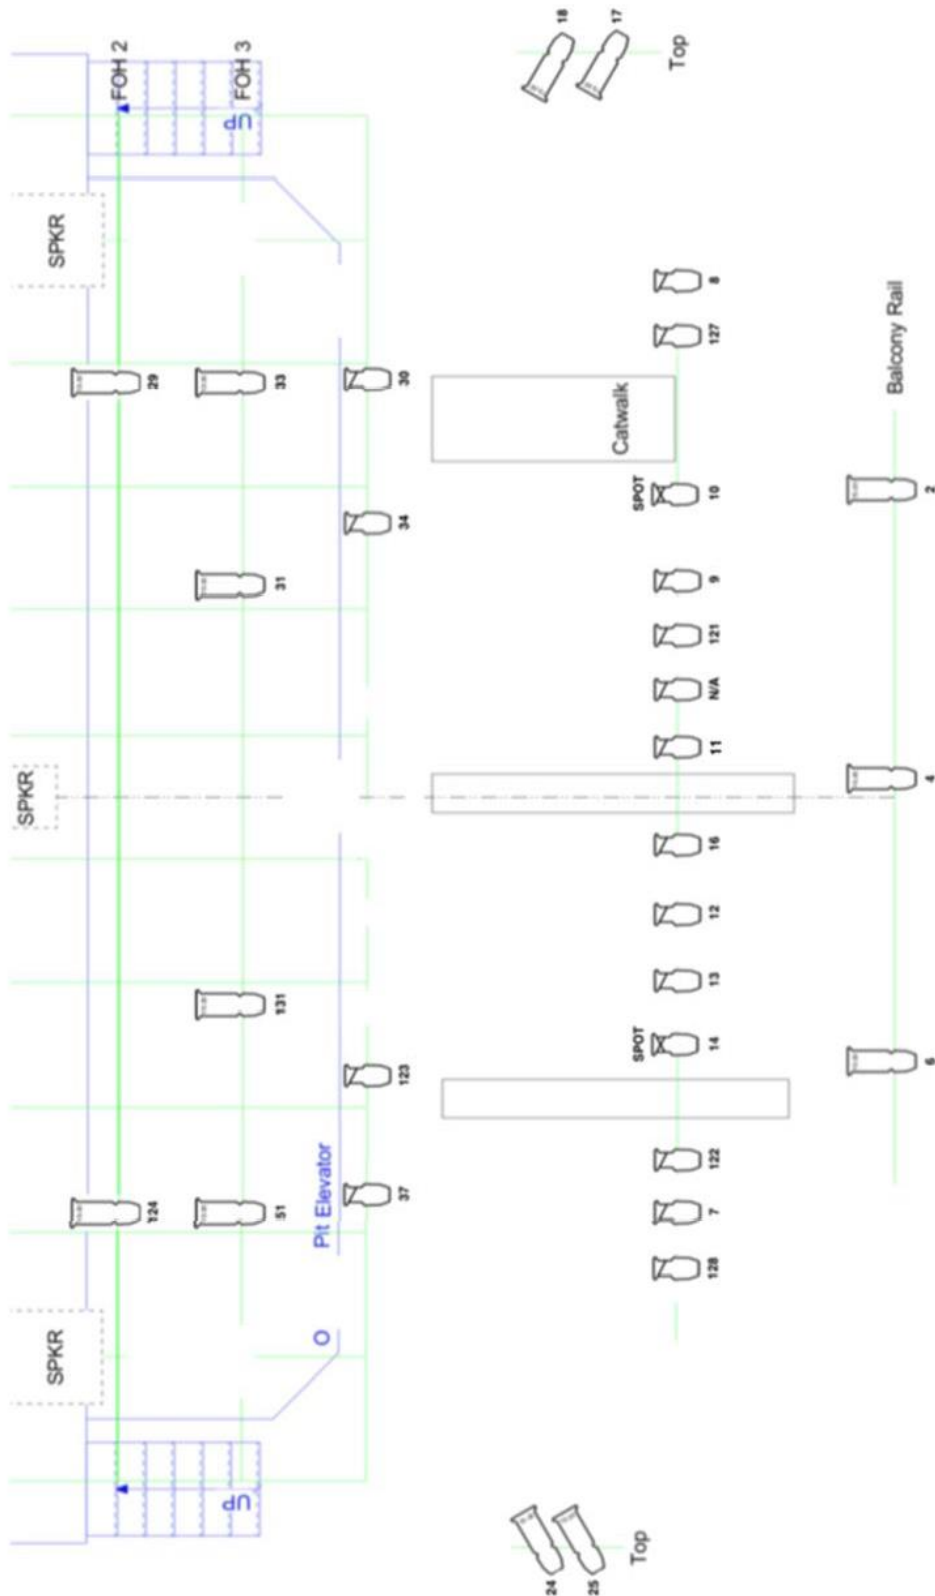 18
17
Top
FOH 2
FOH 3
UP
SPKR
8
127
Catwalk
Balcony Rail
29
33
30
SPOT
10
2
34
31
9
121
N/A
11
SPKR
4
16
12
131
13
SPOT
14
123
6
122
Pit Elevator
37
124
51
7
128
O
SPKR
UP
24
25
Top